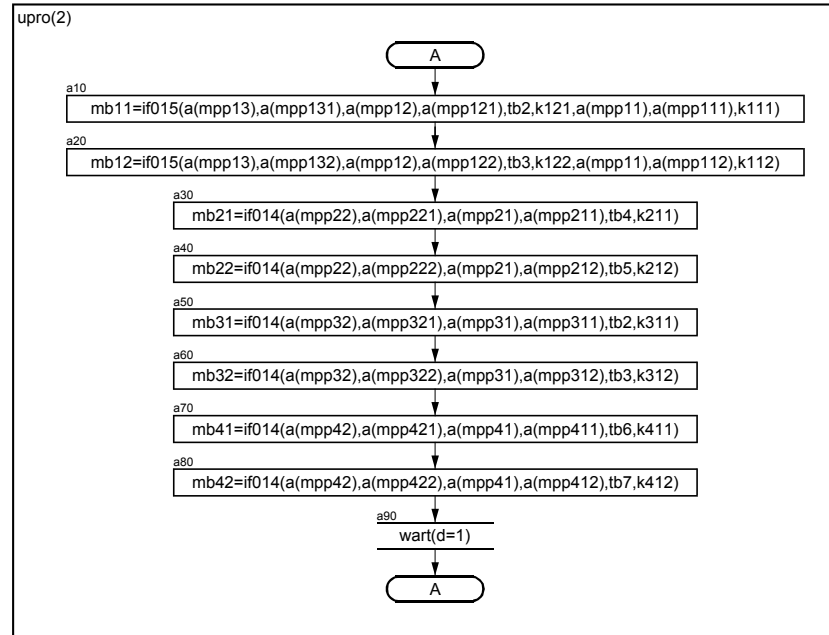 upro(2)
A
a10
mb11=if015(a(mpp13),a(mpp131),a(mpp12),a(mpp121),tb2,k121,a(mpp11),a(mpp111),k111)
a20
mb12=if015(a(mpp13),a(mpp132),a(mpp12),a(mpp122),tb3,k122,a(mpp11),a(mpp112),k112)
a30
mb21=if014(a(mpp22),a(mpp221),a(mpp21),a(mpp211),tb4,k211)
a40
mb22=if014(a(mpp22),a(mpp222),a(mpp21),a(mpp212),tb5,k212)
a50
mb31=if014(a(mpp32),a(mpp321),a(mpp31),a(mpp311),tb2,k311)
a60
mb32=if014(a(mpp32),a(mpp322),a(mpp31),a(mpp312),tb3,k312)
a70
mb41=if014(a(mpp42),a(mpp421),a(mpp41),a(mpp411),tb6,k411)
a80
mb42=if014(a(mpp42),a(mpp422),a(mpp41),a(mpp412),tb7,k412)
a90
wart(d=1)
A